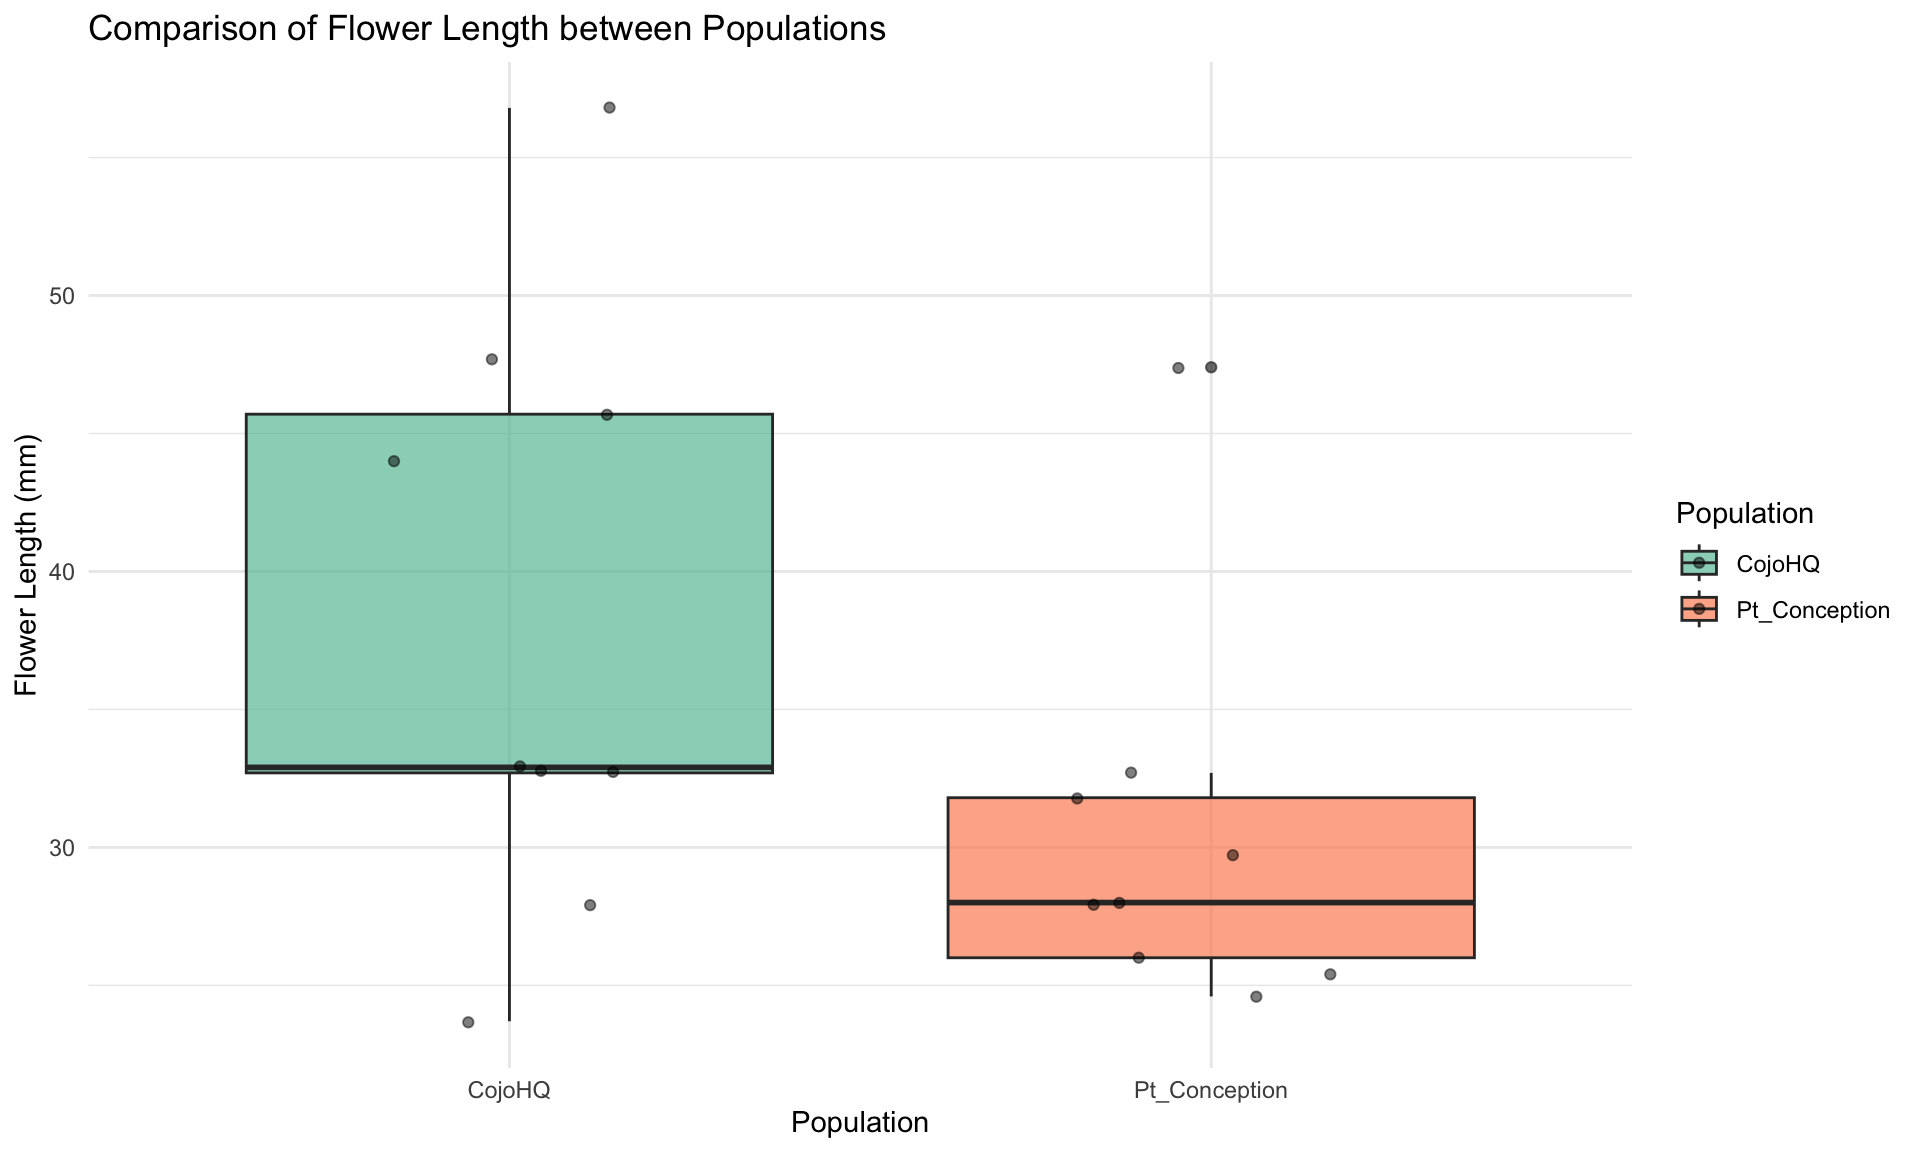 Comparison of Flower Length between Populations
Flower Length (mm)
50
40
30
CojoHQ
Pt_Conception
Population
Population
CojoHQ
Pt_Conception